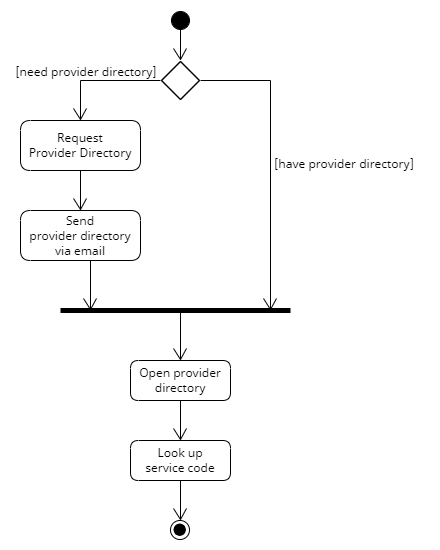 [need provider directory]
Request
Provider Directory
[have provider directory]
Send
provider directory
via email
Open provider
directory
Look up
service code